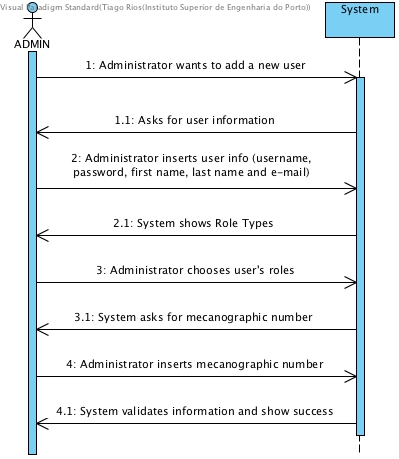 Visual Paradigm Standard(Tiago Rios(Instituto Superior de Engenharia do Porto))
System
ADMIN
1: Administrator wants to add a new user
1.1: Asks for user information
2: Administrator inserts user info (username,
password, first name, last name and e-mail)
2.1: System shows Role Types
3: Administrator chooses user's roles
3.1: System asks for mecanographic number
4: Administrator inserts mecanographic number
4.1: System validates information and show success